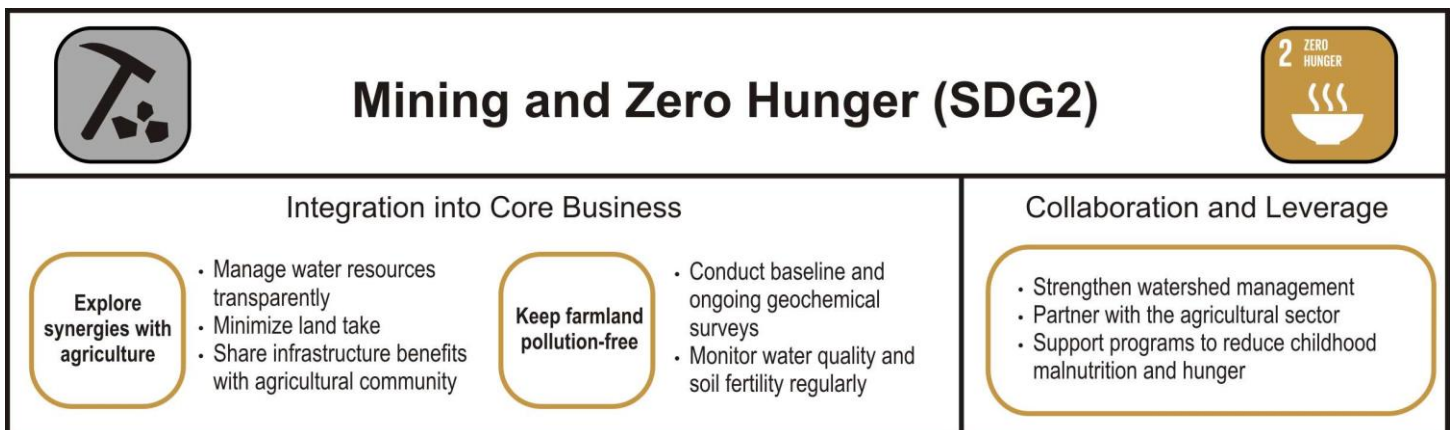 Mining and Zero Hunger (SDG2)
2 ZERO
HUNGER
Integration into Core Business
Explore
synergies with
agriculture
• Manage water resources
transparently
• Minimize land take
• Share infrastructure benefits
with agricultural community
Keep farmland
pollution-free
• Conduct baseline and
ongoing geochemical
surveys
• Monitor water quality and
soil fertility regularly
Collaboration and Leverage
• Strengthen watershed management
• Partner with the agricultural sector
• Support programs to reduce childhood
malnutrition and hunger